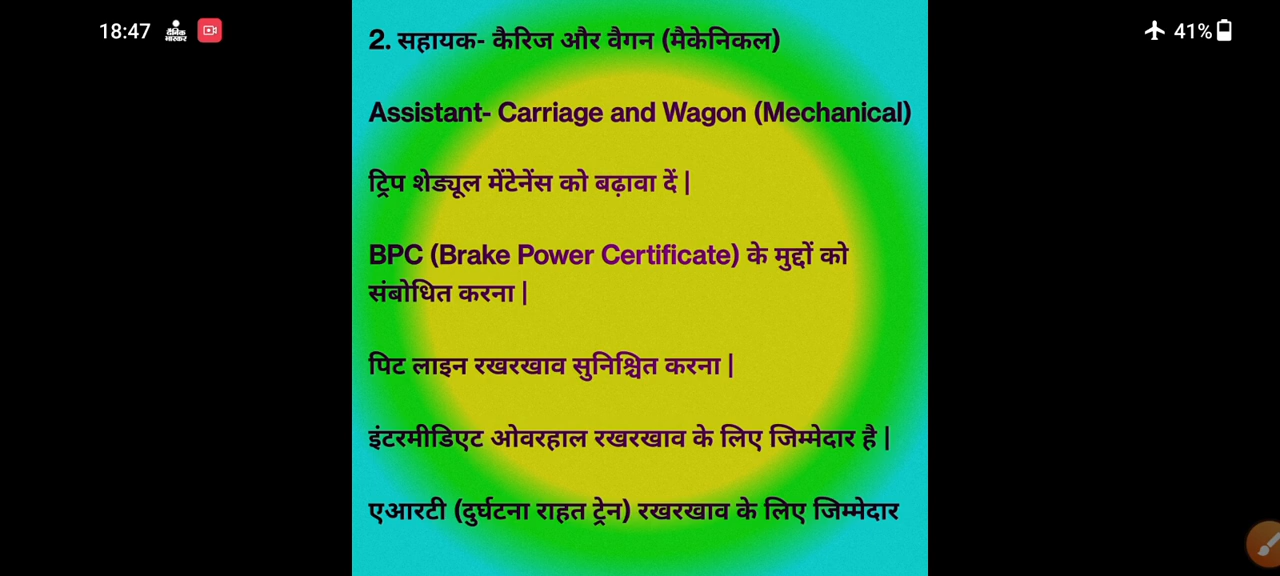 18:47
दैनिक
भास्कर
41%
2. सहायक- कैरिज और वैगन (मैकेनिकल)
Assistant- Carriage and Wagon (Mechanical)
ट्रिप शेड्यूल मेंटेनेंस को बढ़ावा दें |
BPC (Brake Power Certificate) के मुद्दों को
संबोधित करना |
पिट लाइन रखरखाव सुनिश्चित करना |
इंटरमीडिएट ओवरहाल रखरखाव के लिए जिम्मेदार है |
एआरटी (दुर्घटना राहत ट्रेन) रखरखाव के लिए जिम्मेदार